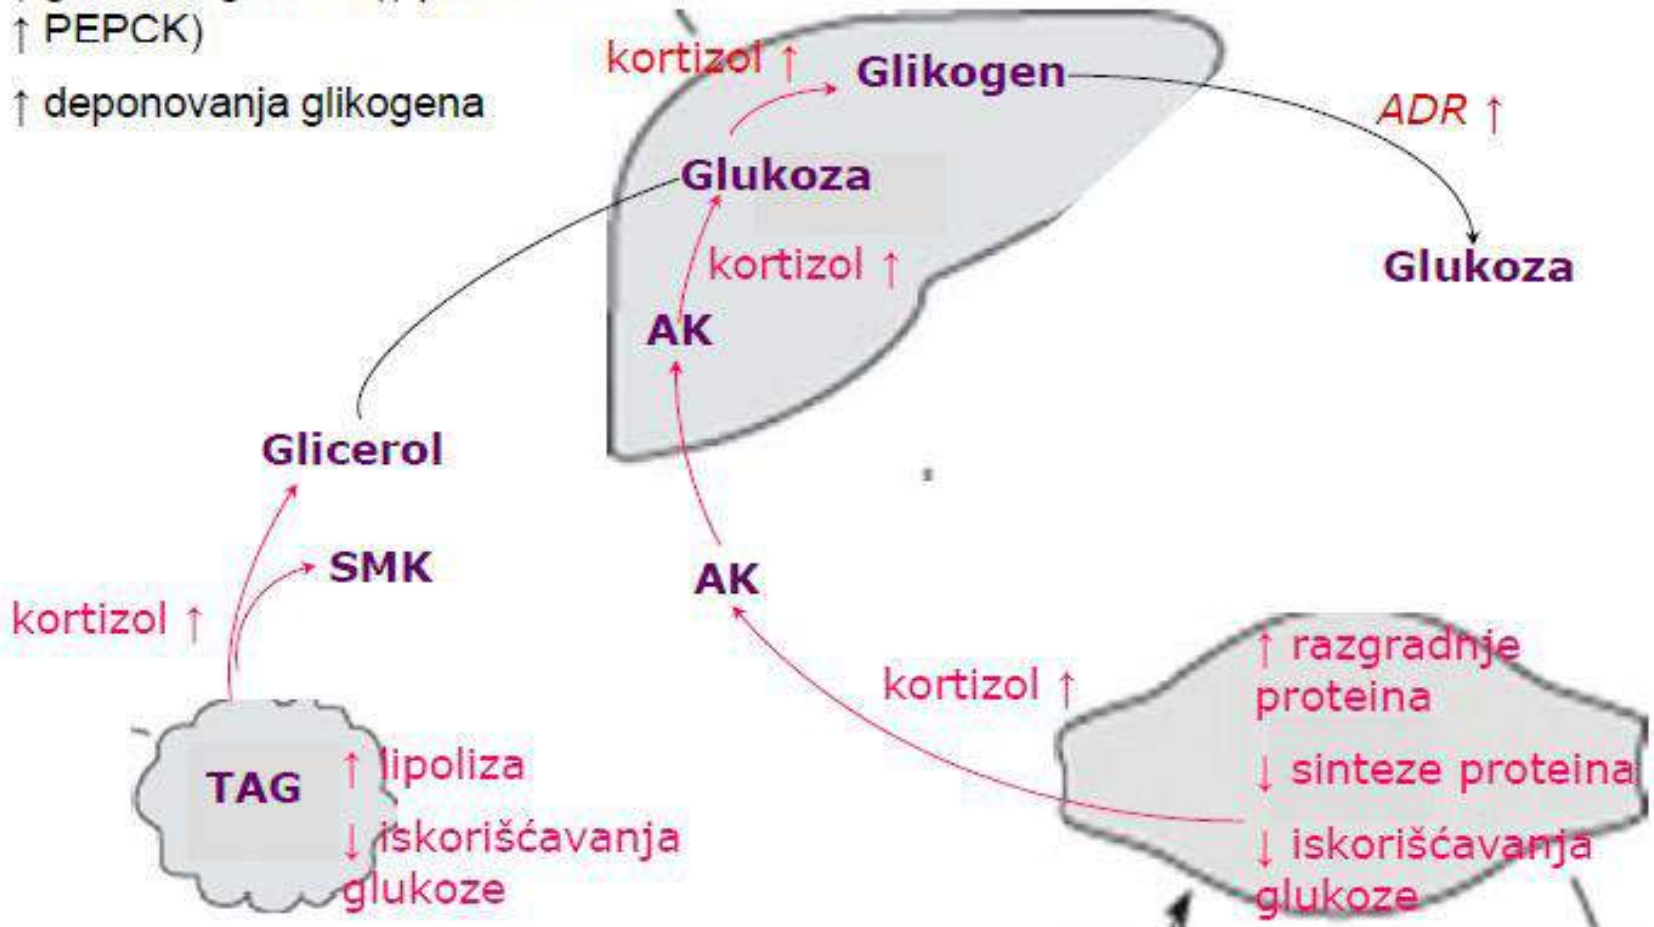 ↑ PEPCK)
↑ deponovanja glikogena
kortizol ↑
Glikogen
ADR ↑
Glukoza
Glukoza
kortizol ↑
AK
Glicerol
SMK
AK
kortizol ↑
kortizol ↑
↑ razgradnje
proteina
↓ sinteze proteina
↓ iskorišćavanja
glukoze
TAG
↑ lipoliza
↓ iskorišćavanja
glukoze